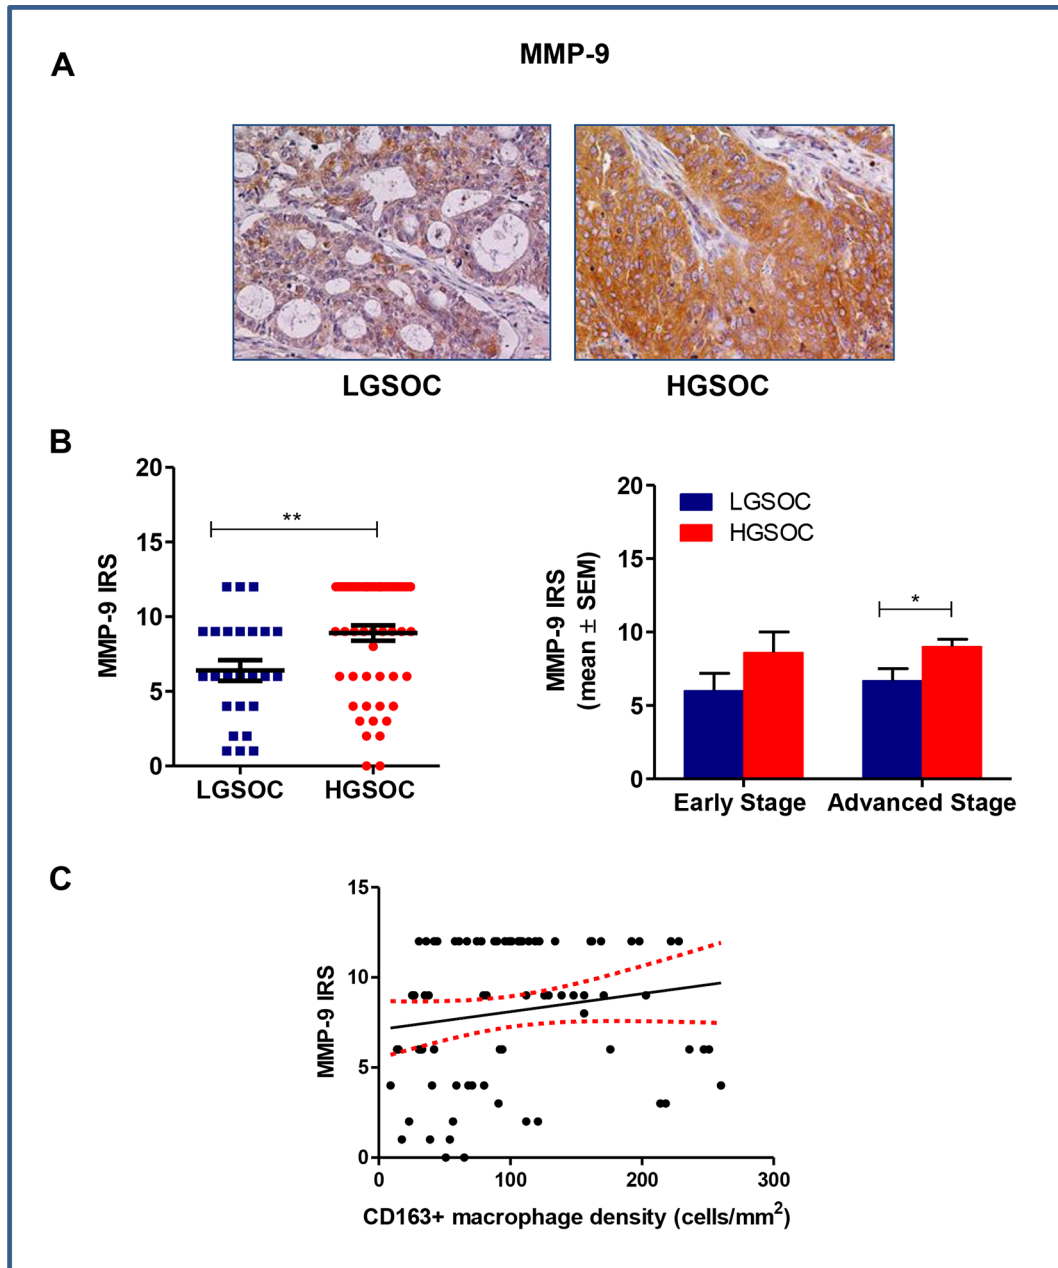 A
MMP-9
LGSOC
HGSOC
B
MMP-9 IRS
20
15
10
5
0
**
LGSOC
HGSOC
MMP-9 IRS
(mean ± SEM)
20
15
10
5
0
LGSOC
HGSOC
*
Early Stage
Advanced Stage
C
MMP-9 IRS
15
10
5
0
0
100
200
300
CD163+ macrophage density (cells/mm²)